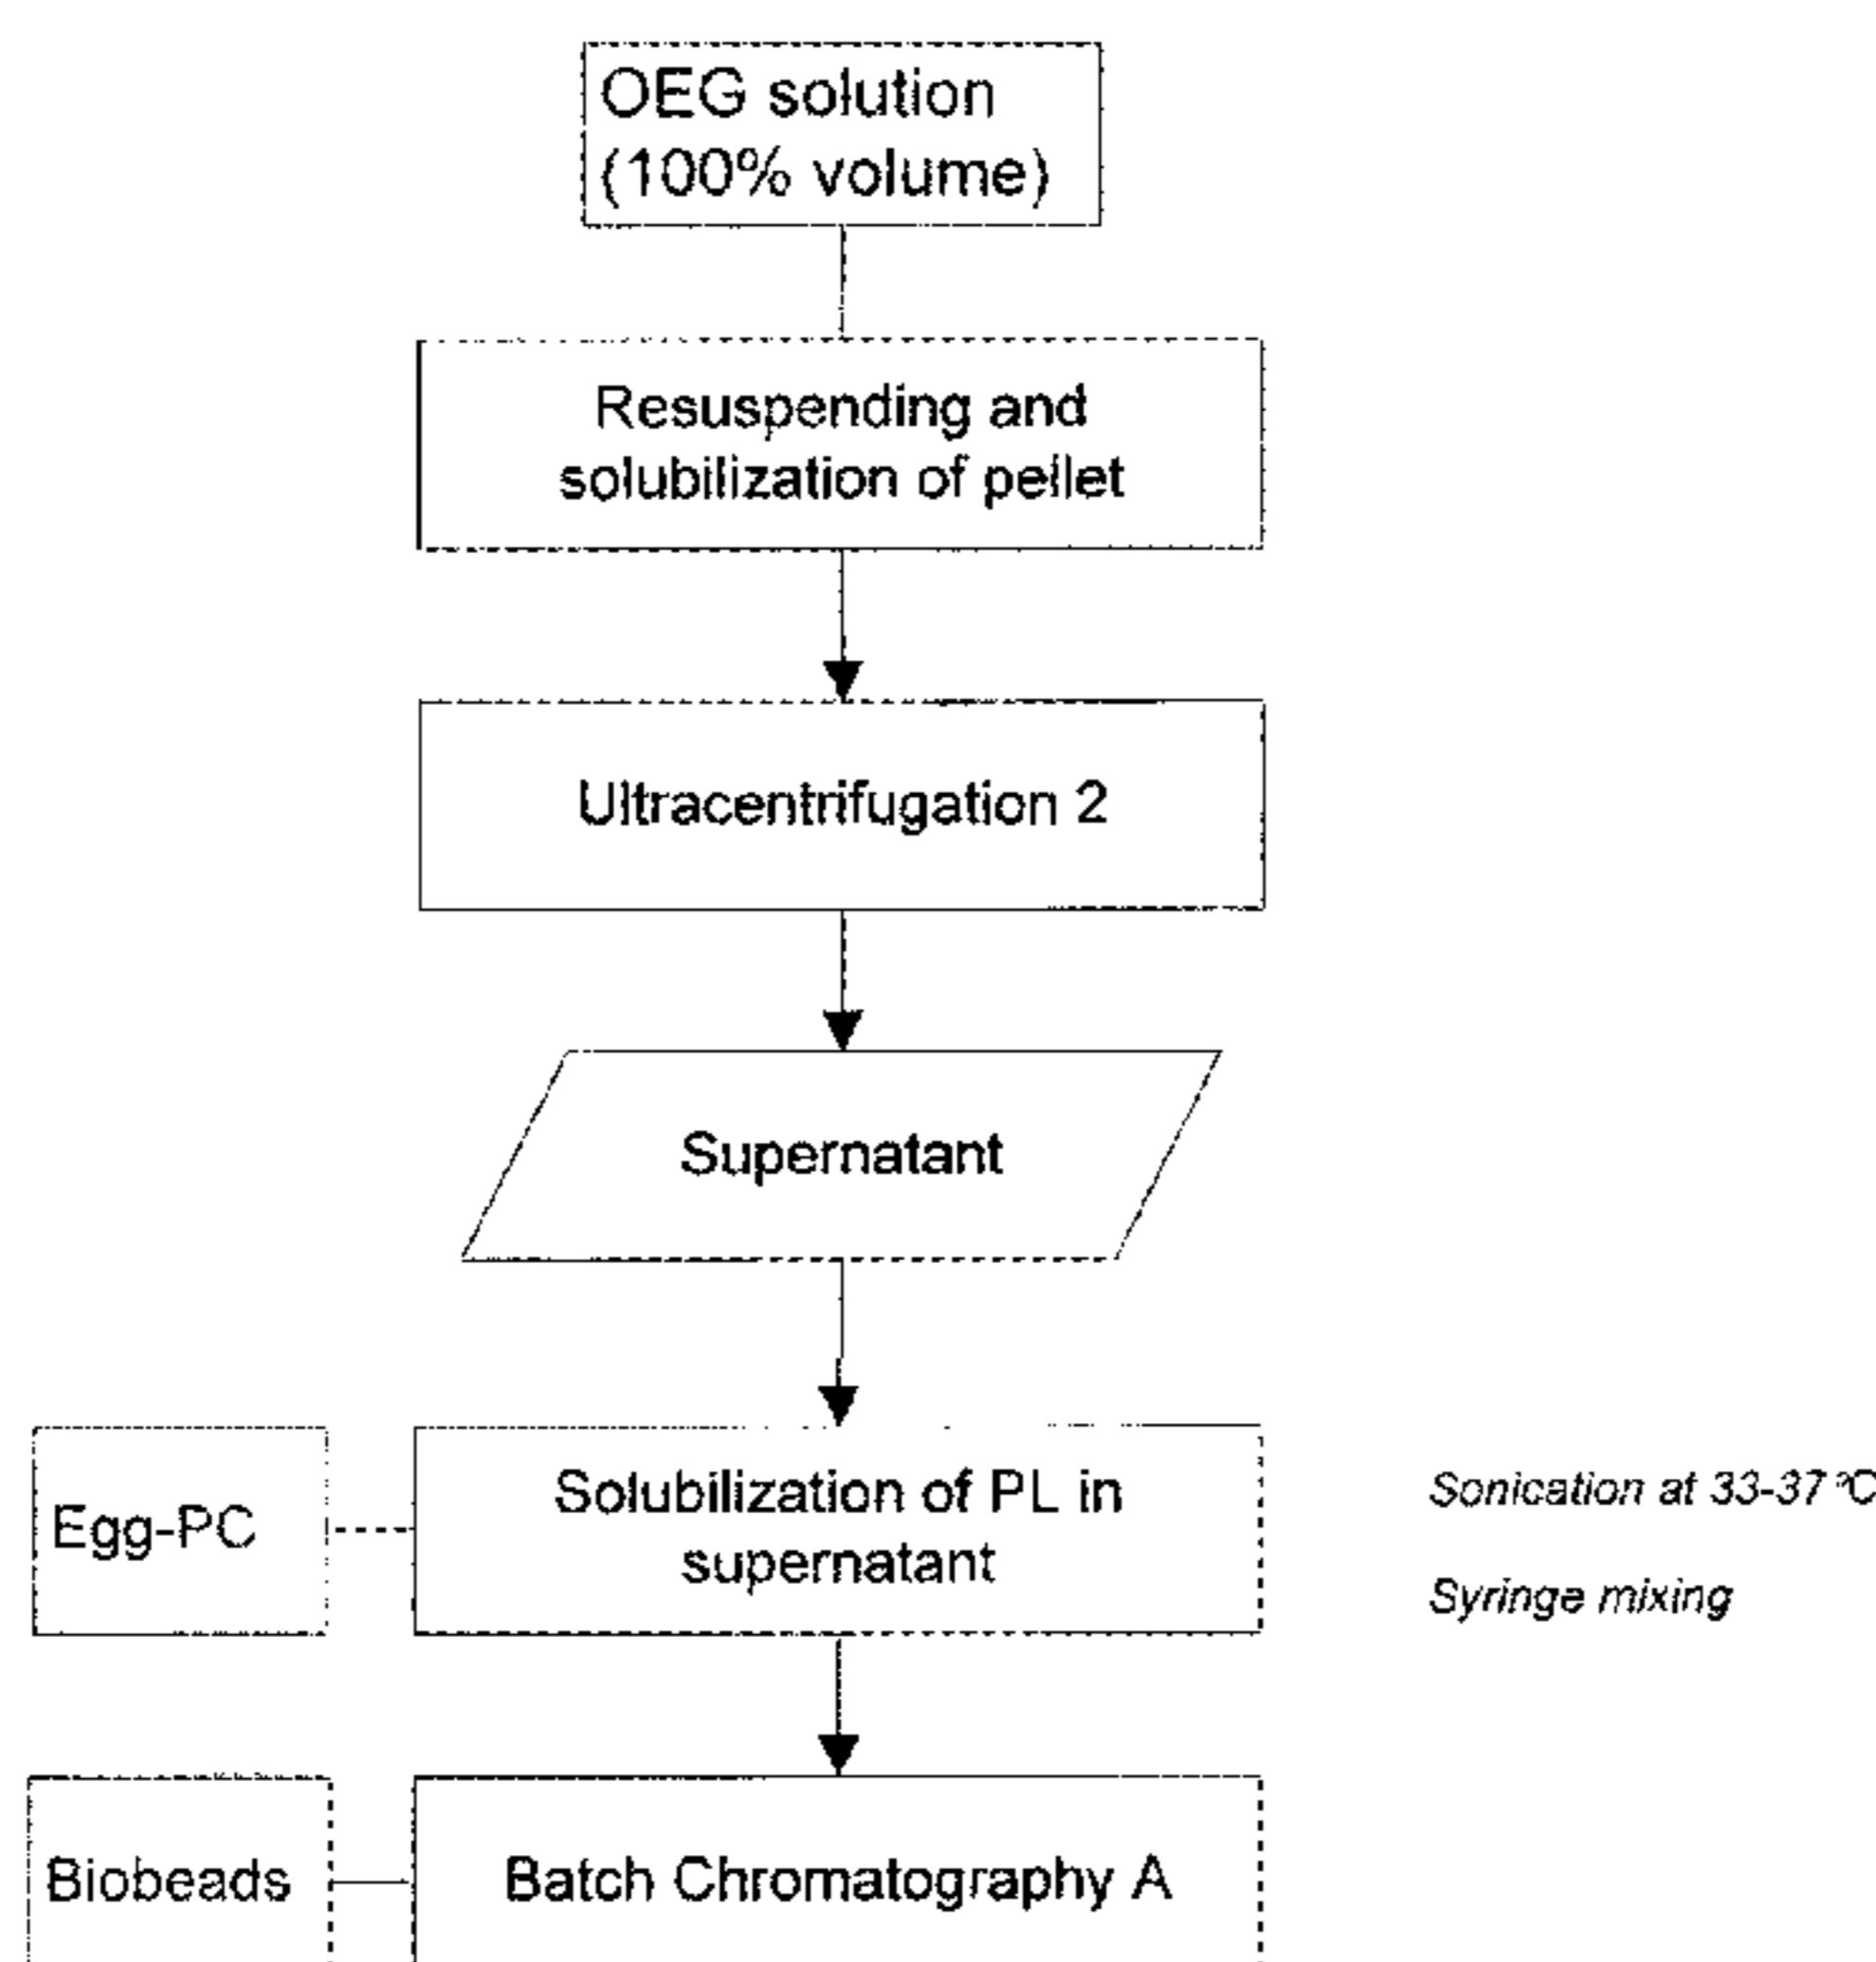 OEG solution
(100% volume)
Resuspending and
solubilization of pellet
Ultracentrifugation 2
Supernatant
Egg-PC
Solubilization of PL in
supernatant
Sonication at 33-37 ºC
Syringe mixing
Biobeads
Batch Chromatography A